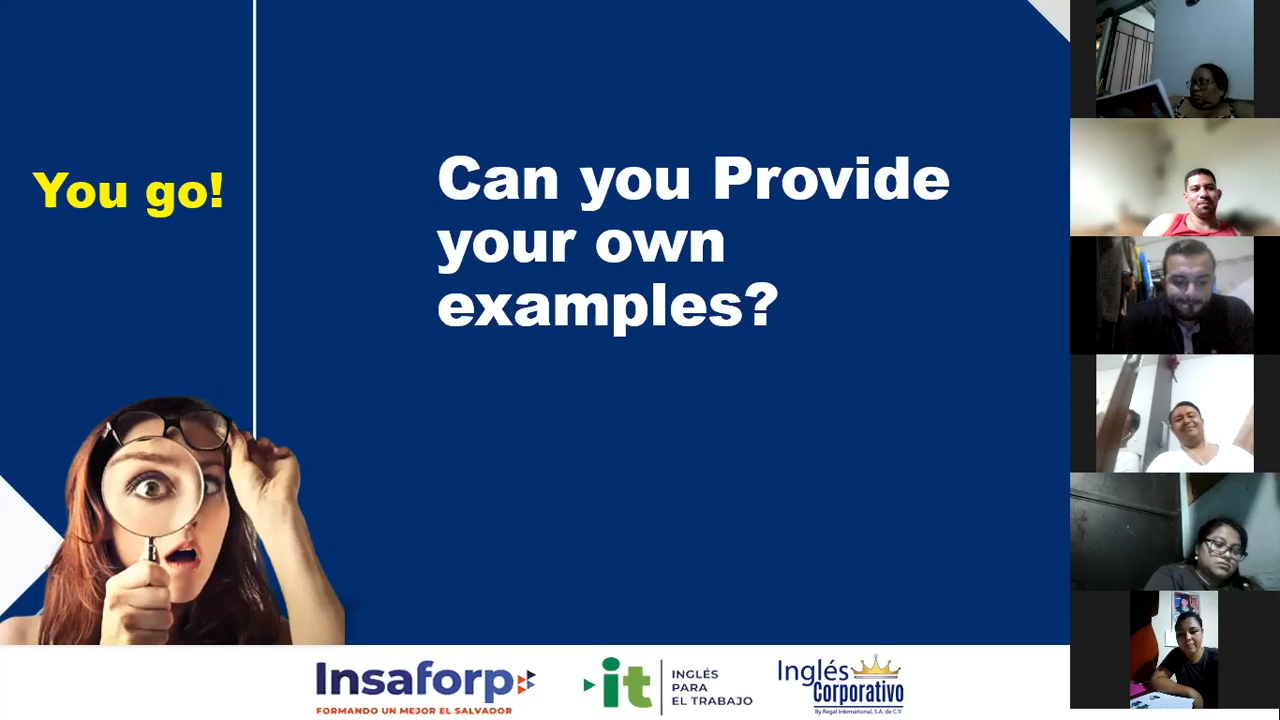 You go!
Can you Provide
your own
examples?
Insaforp
FORMANDO UN MEJOR EL SALVADOR
it
INGLÉS
PARA
EL TRABAJO
Inglés
Corporativo
By Regal International, S.A. de C.V.